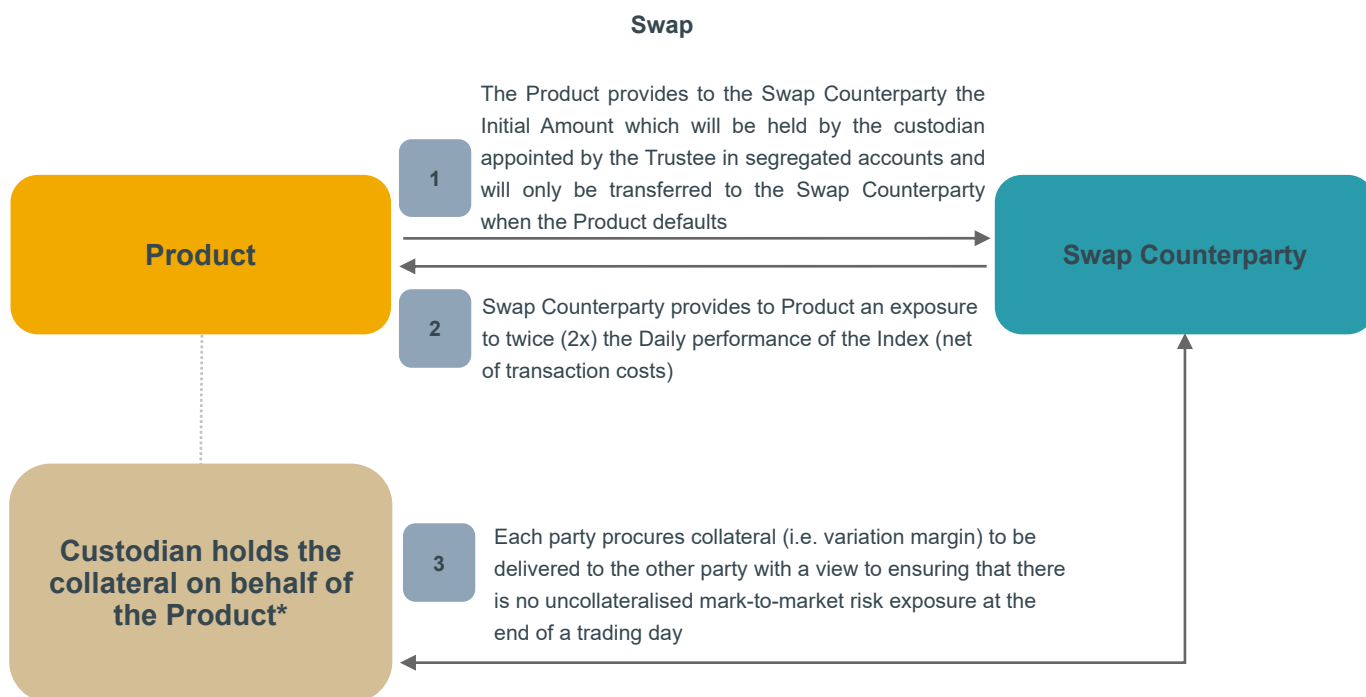 Swap
The Product provides to the Swap Counterparty the
Initial Amount which will be held by the custodian
appointed by the Trustee in segregated accounts and
will only be transferred to the Swap Counterparty
when the Product defaults
1
Product
Swap Counterparty
2
Swap Counterparty provides to Product an exposure
to twice (2x) the Daily performance of the Index (net
of transaction costs)
Custodian holds the
collateral on behalf of
the Product*
3
Each party procures collateral (i.e. variation margin) to be
delivered to the other party with a view to ensuring that there
is no uncollateralised mark-to-market risk exposure at the
end of a trading day